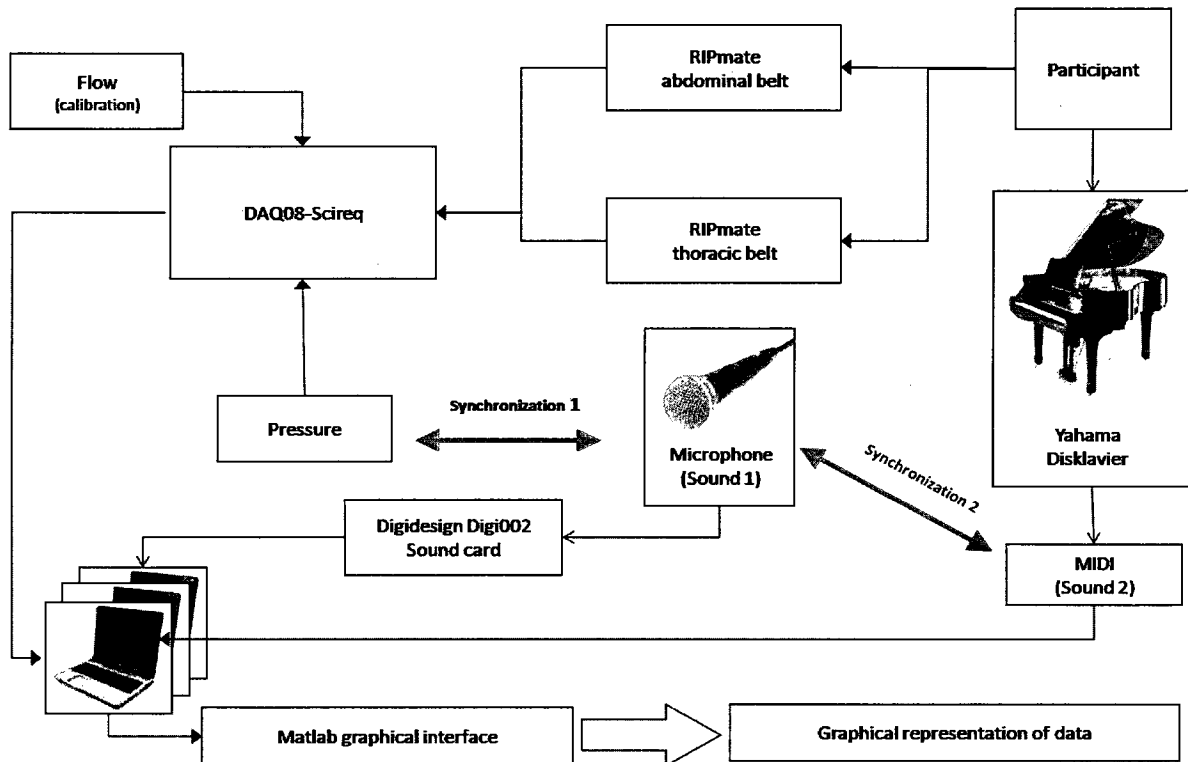 RIPmate
abdominal belt
Participant
Flow
(calibration)
DAQ08-Scireq
RIPmate
thoracic belt
Synchronization 1
Pressure
Microphone
(Sound 1)
Synchronization 2
Yahama
Disklavier
Digidesign Digi002
Sound card
MIDI
(Sound 2)
Matlab graphical interface
Graphical representation of data